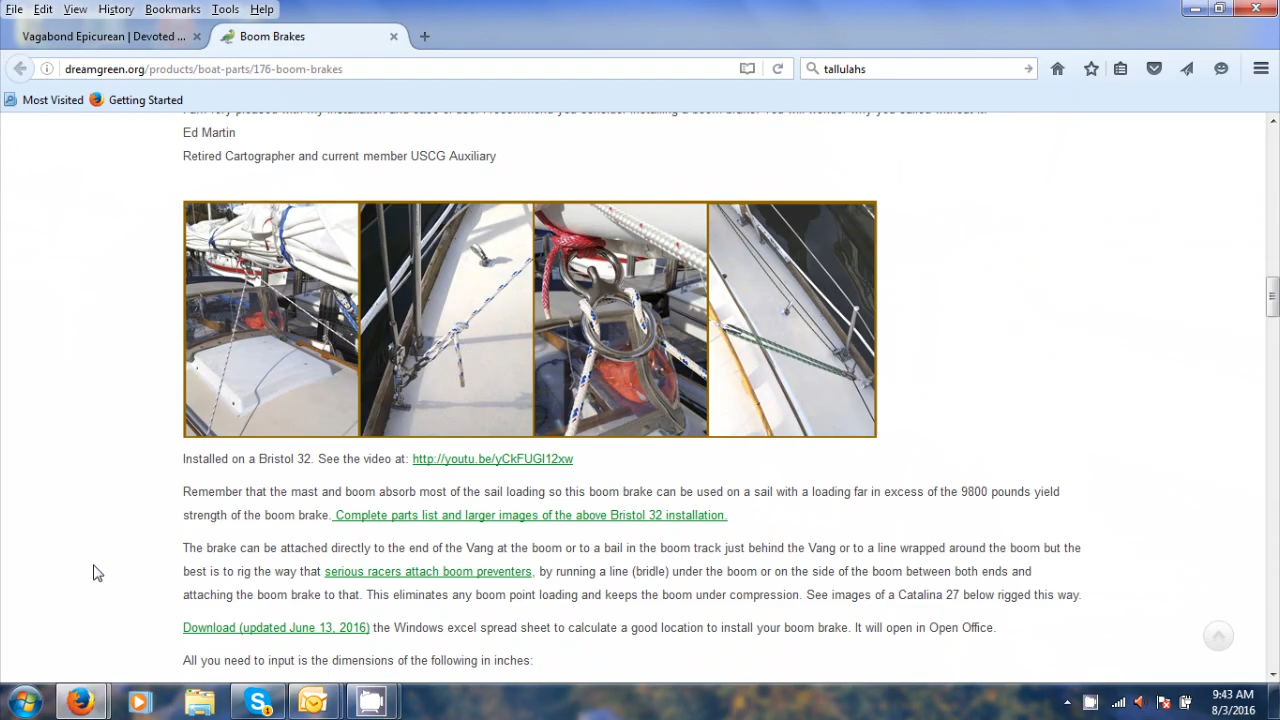 File Edit View History Bookmarks Tools Help
Vagabond Epicurean | Devoted ... Boom Brakes
dreamgreen.org/products/boat-parts/176-boom-brakes tallulahs
Most Visited Getting Started
Ed Martin
Retired Cartographer and current member USCG Auxiliary
Installed on a Bristol 32. See the video at: http://youtu.be/yCkFUGI12xw
Remember that the mast and boom absorb most of the sail loading so this boom brake can be used on a sail with a loading far in excess of the 9800 pounds yield
strength of the boom brake. Complete parts list and larger images of the above Bristol 32 installation.
The brake can be attached directly to the end of the Vang at the boom or to a bail in the boom track just behind the Vang or to a line wrapped around the boom but the
best is to rig the way that serious racers attach boom preventers, by running a line (bridle) under the boom or on the side of the boom between both ends and
attaching the boom brake to that. This eliminates any boom point loading and keeps the boom under compression. See images of a Catalina 27 below rigged this way.
Download (updated June 13, 2016) the Windows excel spread sheet to calculate a good location to install your boom brake. It will open in Open Office.
All you need to input is the dimensions of the following in inches:
9:43 AM
8/3/2016